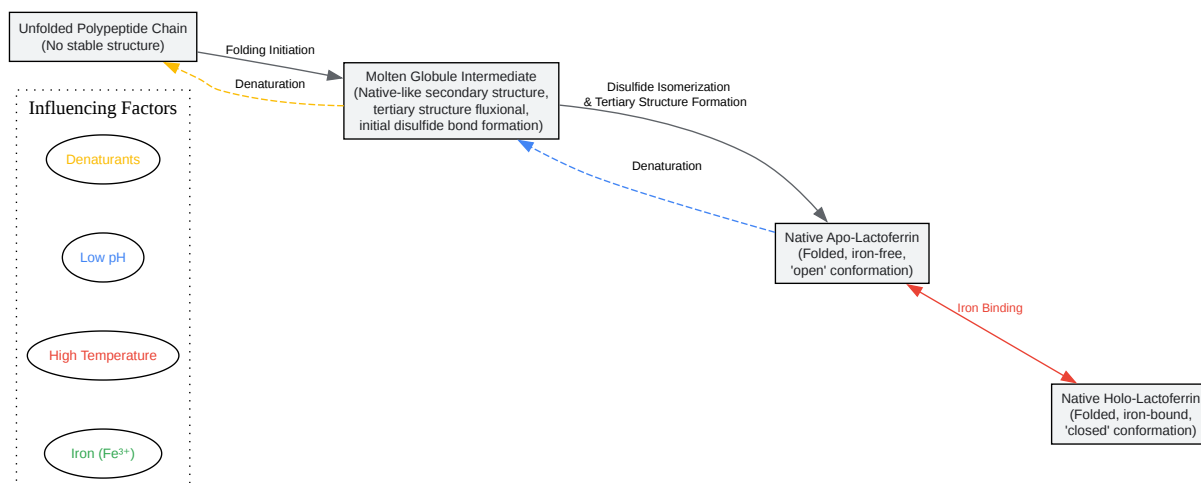 Unfolded Polypeptide Chain
(No stable structure)
Folding Initiation
Denaturation
Molten Globule Intermediate
(Native-like secondary structure,
tertiary structure fluxional,
initial disulfide bond formation)
Disulfide Isomerization
& Tertiary Structure Formation
Denaturation
Native Apo-Lactoferrin
(Folded, iron-free,
'open' conformation)
Iron Binding
Native Holo-Lactoferrin
(Folded, iron-bound,
'closed' conformation)
Influencing Factors
Denaturants
Low pH
High Temperature
Iron (Fe³⁺)